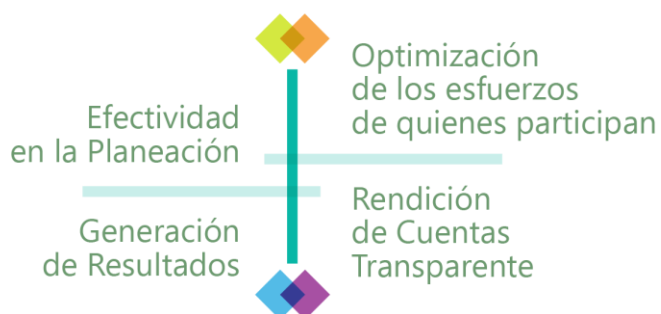 Efectividad
en la Planeación
Optimización
de los esfuerzos
de quienes participan
Generación
de Resultados
Rendición
de Cuentas
Transparente